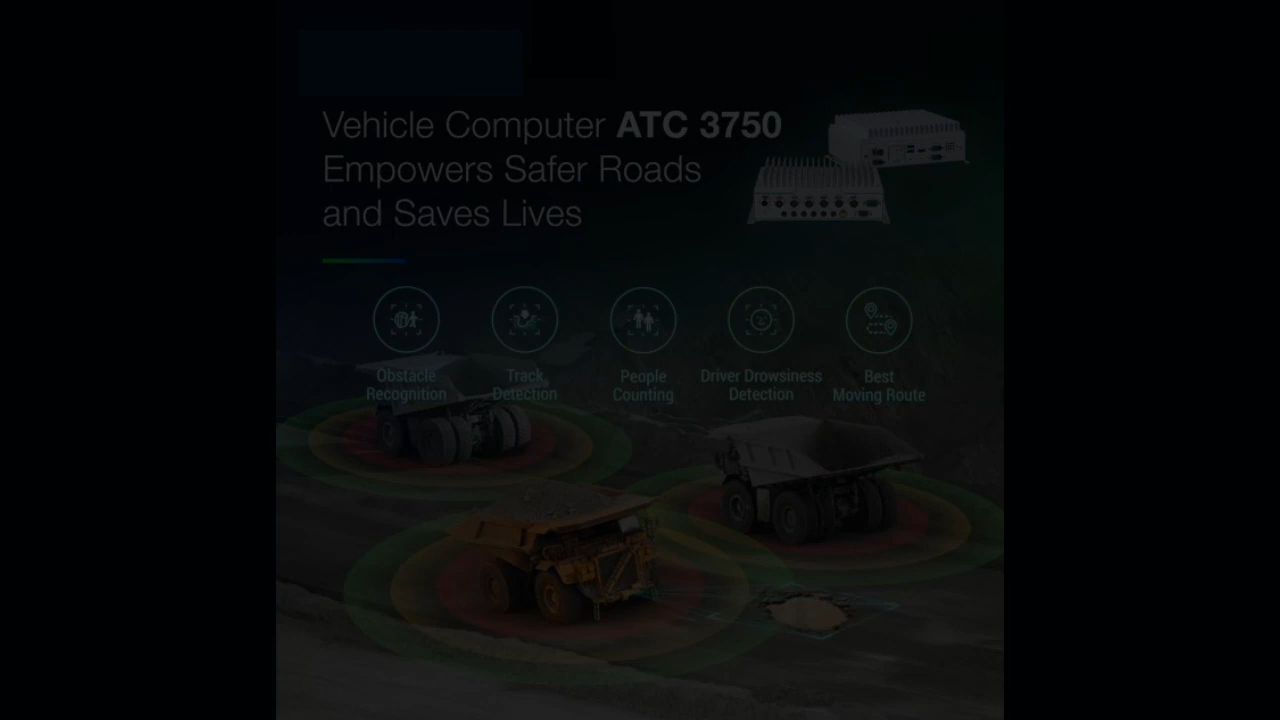 Vehicle Computer ATC 3750
Empowers Safer Roads
and Saves Lives
Obstacle
Recognition
Track
Detection
People
Counting
Driver Drowsiness
Detection
Best
Moving Route